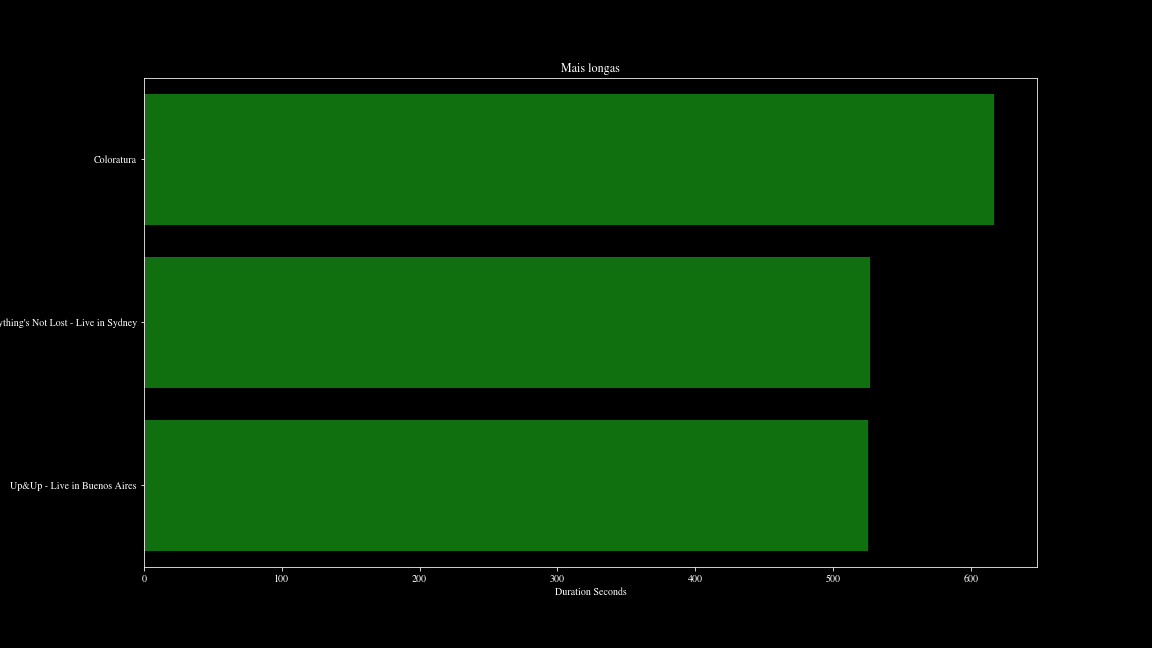 Mais longas
Coloratura
ything's Not Lost - Live in Sydney
Up&Up - Live in Buenos Aires
0 100 200 300 400 500 600
Duration Seconds